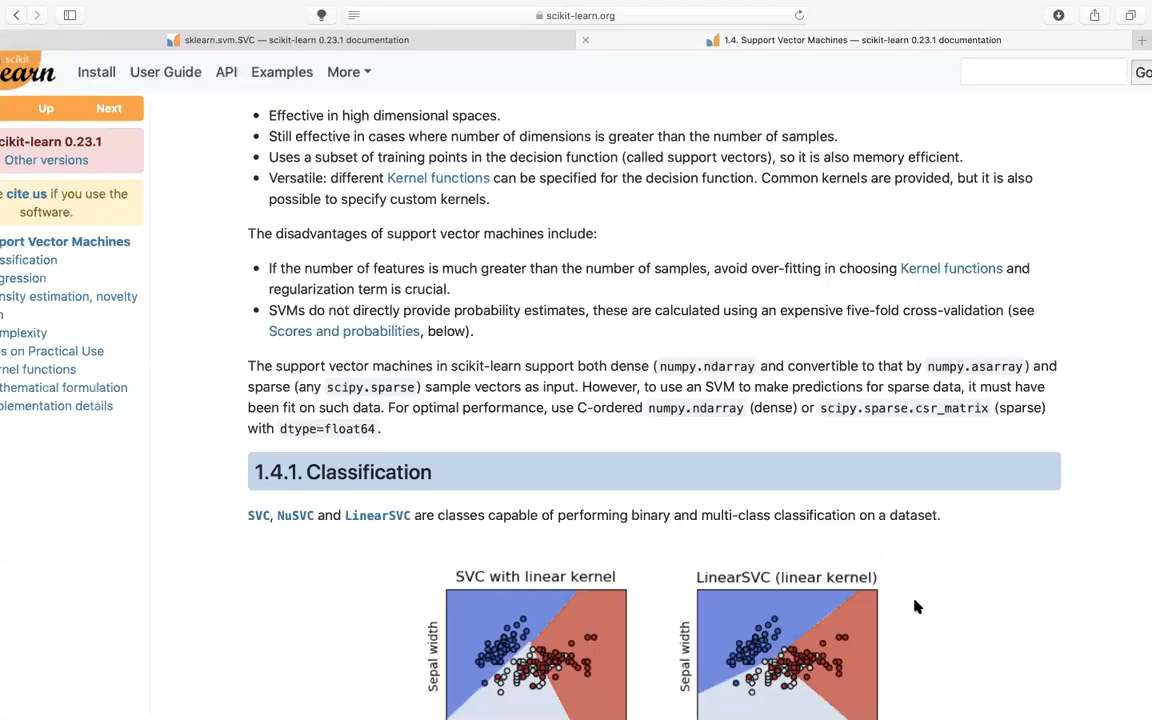 scikit-learn.org
sklearn.svm.SVC — scikit-learn 0.23.1 documentation
1.4. Support Vector Machines — scikit-learn 0.23.1 documentation
scikit
earn
Install
User Guide
API
Examples
More
Go
Up
Next
cikit-learn 0.23.1
Other versions
e cite us if you use the
software.
port Vector Machines
ssification
gression
nsity estimation, novelty
n
mplexity
s on Practical Use
rnel functions
thematical formulation
plementation details
• Effective in high dimensional spaces.
• Still effective in cases where number of dimensions is greater than the number of samples.
• Uses a subset of training points in the decision function (called support vectors), so it is also memory efficient.
• Versatile: different Kernel functions can be specified for the decision function. Common kernels are provided, but it is also
possible to specify custom kernels.
The disadvantages of support vector machines include:
• If the number of features is much greater than the number of samples, avoid over-fitting in choosing Kernel functions and
regularization term is crucial.
• SVMs do not directly provide probability estimates, these are calculated using an expensive five-fold cross-validation (see
Scores and probabilities, below).
The support vector machines in scikit-learn support both dense (numpy.ndarray and convertible to that by numpy.asarray) and
sparse (any scipy.sparse) sample vectors as input. However, to use an SVM to make predictions for sparse data, it must have
been fit on such data. For optimal performance, use C-ordered numpy.ndarray (dense) or scipy.sparse.csr_matrix (sparse)
with dtype=float64.
1.4.1. Classification
SVC, NuSVC and LinearSVC are classes capable of performing binary and multi-class classification on a dataset.
SVC with linear kernel
LinearSVC (linear kernel)
Sepal width
Sepal width